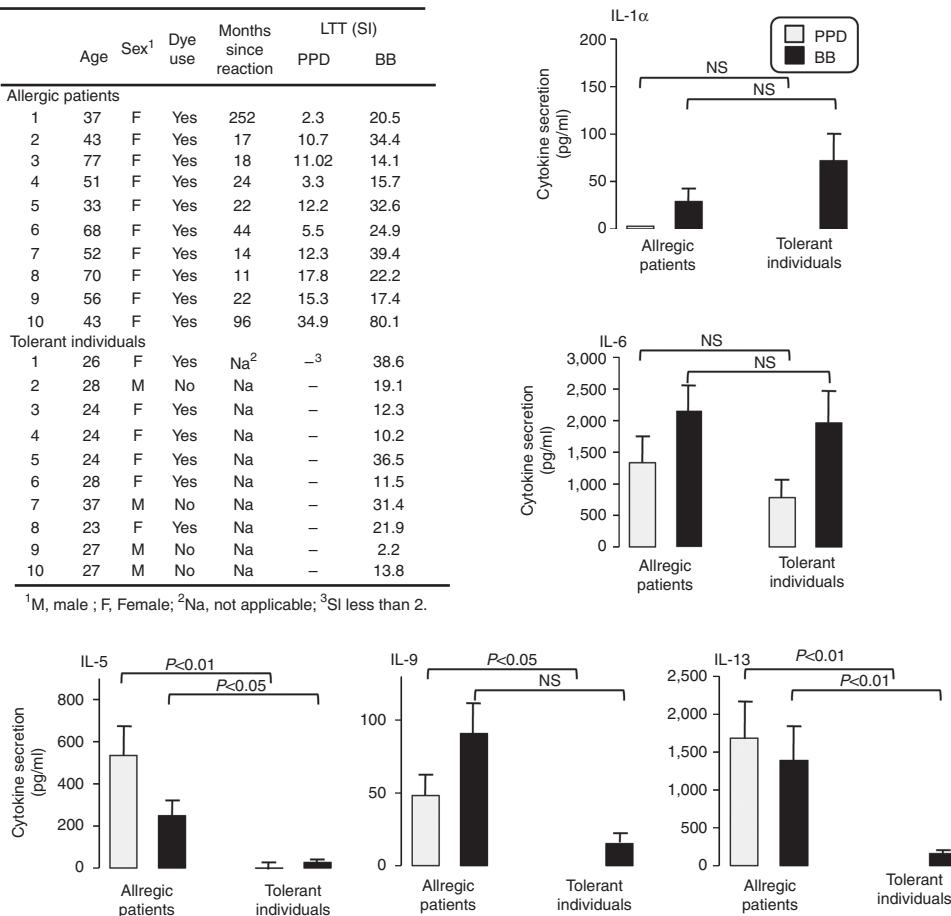 Age Sex1 Dye use Months since reaction LTT (SI)
PPD BB
Allergic patients
1 37 F Yes 252 2.3 20.5
2 43 F Yes 17 10.7 34.4
3 77 F Yes 18 11.02 14.1
4 51 F Yes 24 3.3 15.7
5 33 F Yes 22 12.2 32.6
6 68 F Yes 44 5.5 24.9
7 52 F Yes 14 12.3 39.4
8 70 F Yes 11 17.8 22.2
9 56 F Yes 22 15.3 17.4
10 43 F Yes 96 34.9 80.1
Tolerant individuals
1 26 F Yes Na2 –3 38.6
2 28 M No Na – 19.1
3 24 F Yes Na – 12.3
4 24 F Yes Na – 10.2
5 24 F Yes Na – 36.5
6 28 F Yes Na – 11.5
7 37 M No Na – 31.4
8 23 F Yes Na – 21.9
9 27 M No Na – 2.2
10 27 M No Na – 13.8
1M, male ; F, Female; 2Na, not applicable; 3SI less than 2.
IL-1α
PPD
BB
Cytokine secretion
(pg/ml)
200
150
100
50
0
NS
NS
Allregic
patients
Tolerant
individuals
IL-6
Cytokine secretion
(pg/ml)
3,000
2,500
2,000
1,500
1,000
500
0
NS
NS
Allregic
patients
Tolerant
individuals
IL-5
Cytokine secretion
(pg/ml)
800
600
400
200
0
P<0.01
P<0.05
Allregic
patients
Tolerant
individuals
IL-9
100
50
0
P<0.05
NS
Allregic
patients
Tolerant
individuals
IL-13
2,500
2,000
1,500
1,000
500
0
P<0.01
P<0.01
Allregic
patients
Tolerant
individuals